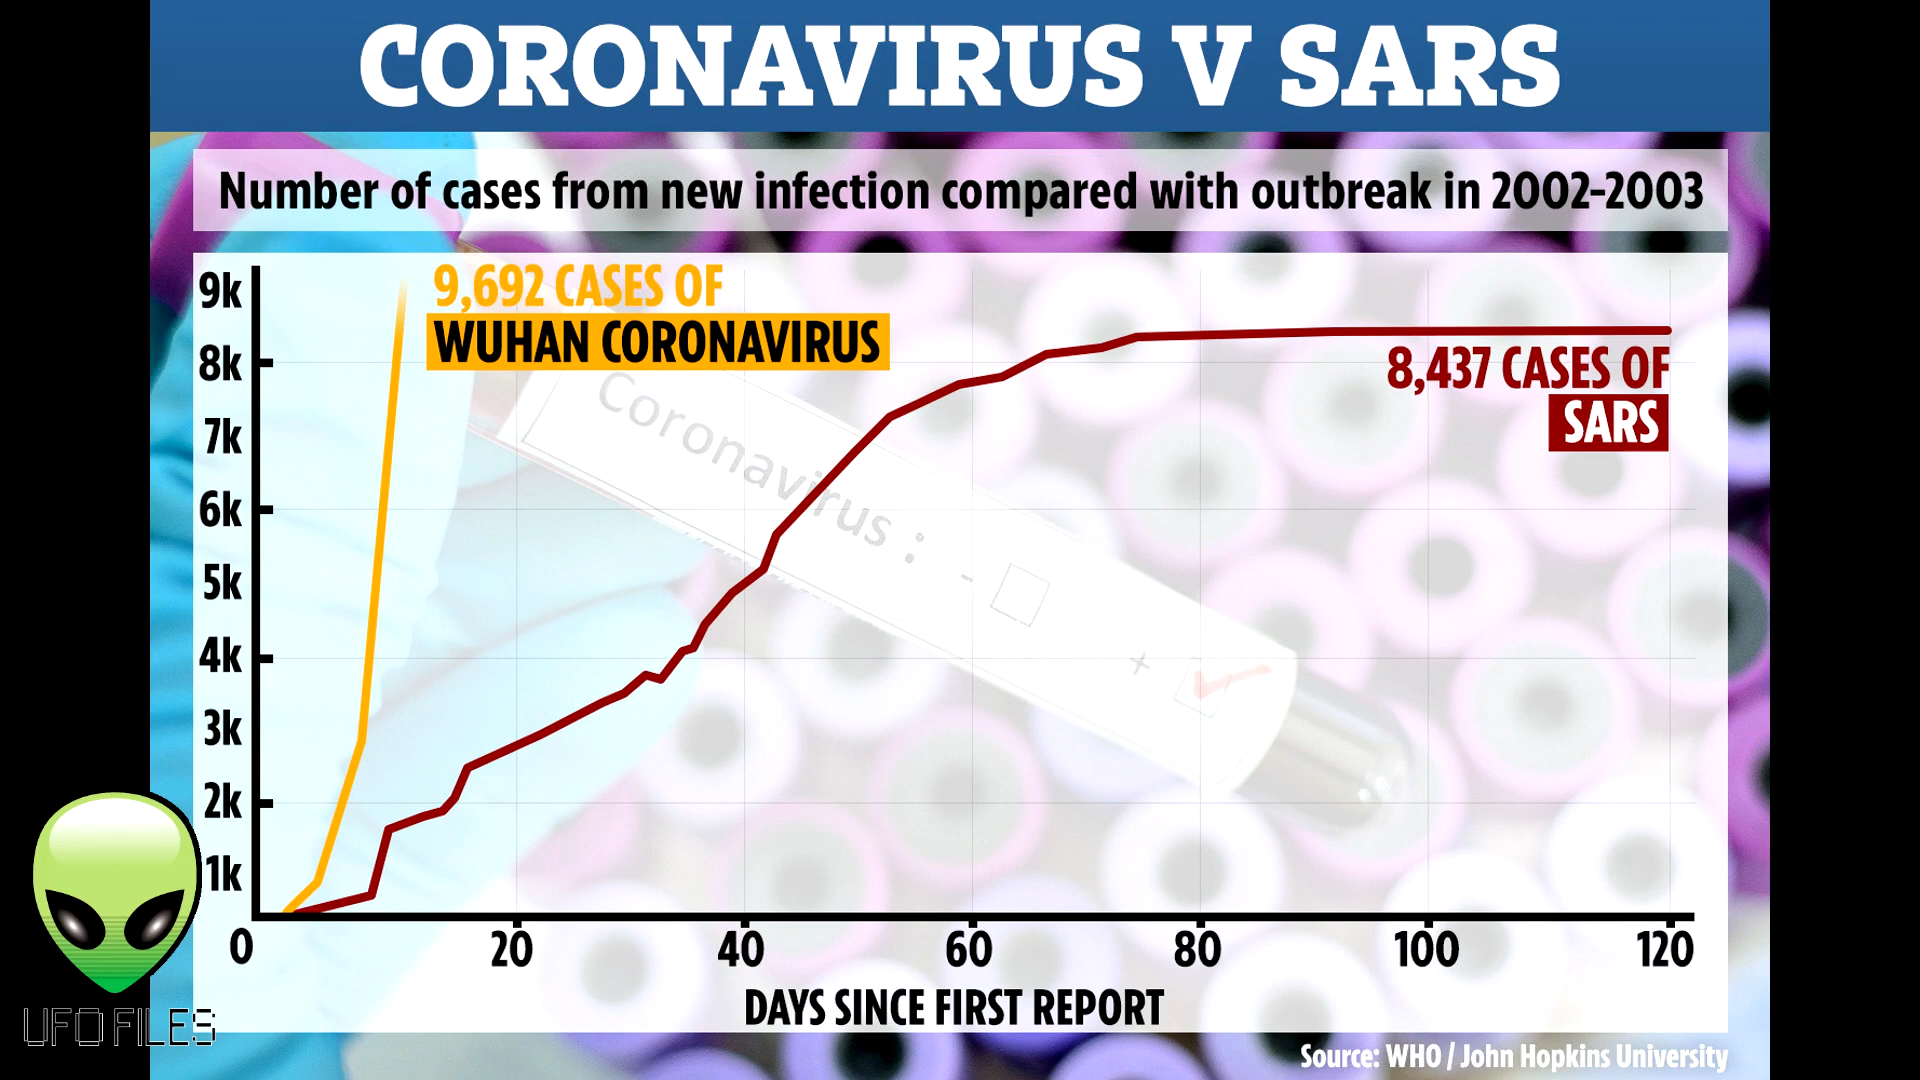 CORONAVIRUS V SARS
Number of cases from new infection compared with outbreak in 2002-2003
9k
8k
7k
6k
5k
4k
3k
2k
1k
9,692 CASES OF
WUHAN CORONAVIRUS
8,437 CASES OF
SARS
Coronavirus : -
+
0 20 40 60 80 100 120
DAYS SINCE FIRST REPORT
UFO FILES
Source: WHO / John Hopkins University